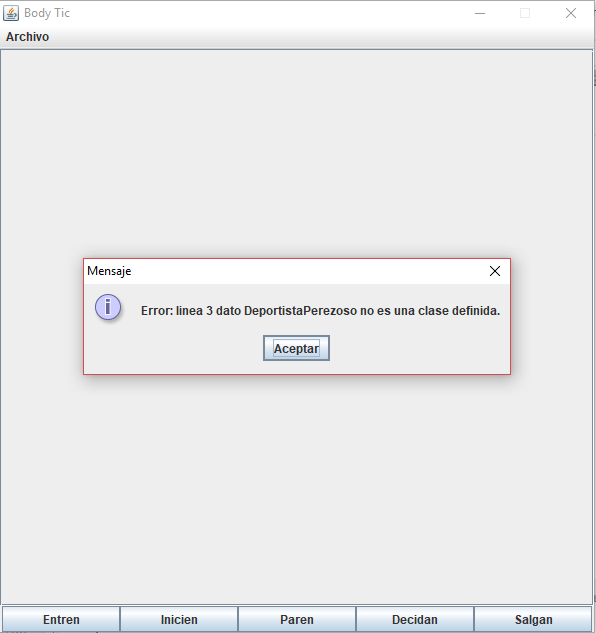 Body Tic
Archivo
Mensaje
Error: linea 3 dato DeportistaPerezoso no es una clase definida.
Aceptar
Entren Inicien Paren Decidan Salgan